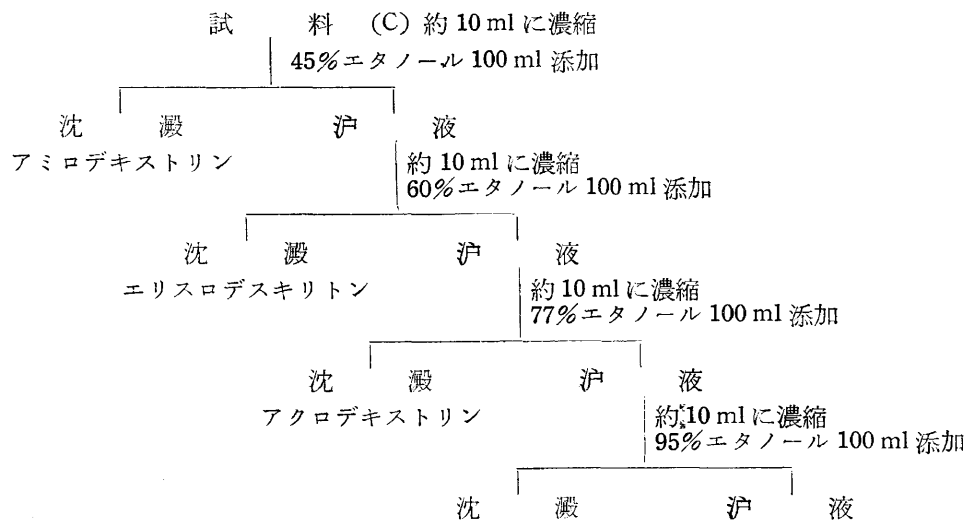 試料 (C) 約 10 ml に濃縮
45%エタノール 100 ml 添加
沈澱 沪液
アミロデキストリン 約 10 ml に濃縮
60%エタノール 100 ml 添加
沈澱 沪液
エリスロデスキリトン 約 10 ml に濃縮
77%エタノール 100 ml 添加
沈澱 沪液
アクロデキストリン 約 10 ml に濃縮
95%エタノール 100 ml 添加
沈澱 沪液